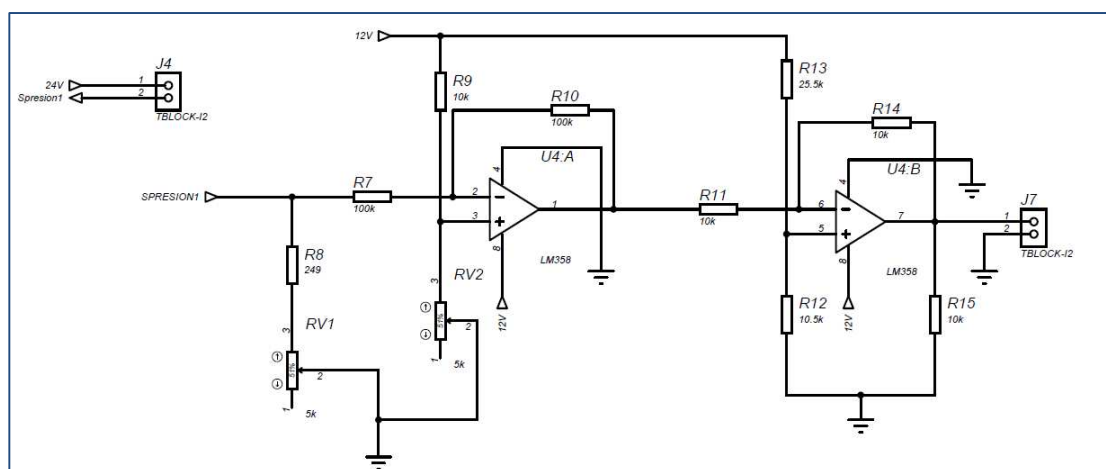 12V
J4
24V
1
Spresion1
2
TBLOCK-I2
R9
10k
R10
100k
R13
25.5k
R14
10k
U4:A
4
U4:B
4
SPRESION1
R7
100k
2
3
1
8
LM358
R11
10k
6
5
7
8
LM358
J7
1
2
TBLOCK-I2
R8
249
RV2
3
51%
2
1
5k
12V
R12
10.5k
12V
R15
10k
RV1
3
51%
2
1
5k